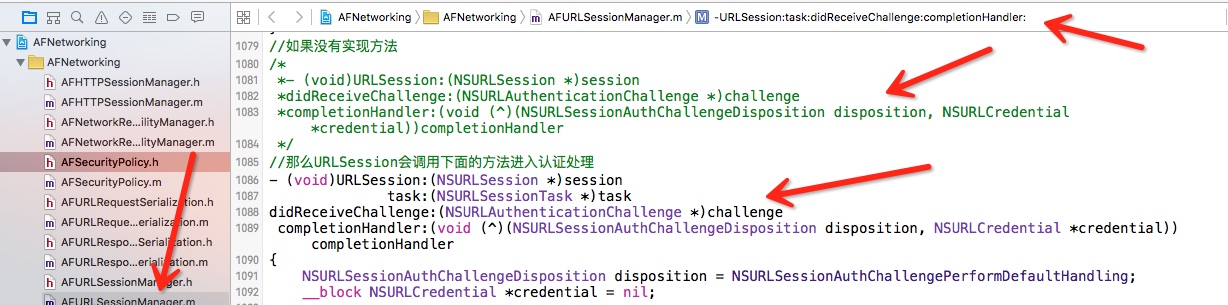 AFNetworking
AFNetworking
AFHTTPSessionManager.h
AFHTTPSessionManager.m
AFNetworkRe...ilityManager.h
AFNetworkRe...ilityManager.m
AFSecurityPolicy.h
AFSecurityPolicy.m
AFURLRequestSerialization.h
AFURLReque...erialization.m
AFURLRespo...Serialization.h
AFURLRespo...erialization.m
AFURLSessionManager.h
AFURLSessionManager.m
AFNetworking > AFNetworking > AFURLSessionManager.m > M -URLSession:task:didReceiveChallenge:completionHandler:
1079 //如果没有实现方法
1080 /*
1081 *- (void)URLSession:(NSURLSession *)session
1082 *didReceiveChallenge:(NSURLAuthenticationChallenge *)challenge
1083 *completionHandler:(void (^)(NSURLSessionAuthChallengeDisposition disposition, NSURLCredential
*credential))completionHandler
1084 */
1085 //那么URLSession会调用下面的方法进入认证处理
1086 - (void)URLSession:(NSURLSession *)session
1087 task:(NSURLSessionTask *)task
1088 didReceiveChallenge:(NSURLAuthenticationChallenge *)challenge
1089 completionHandler:(void (^)(NSURLSessionAuthChallengeDisposition disposition, NSURLCredential *credential))
completionHandler
1090 {
1091 NSURLSessionAuthChallengeDisposition disposition = NSURLSessionAuthChallengePerformDefaultHandling;
1092 __block NSURLCredential *credential = nil;